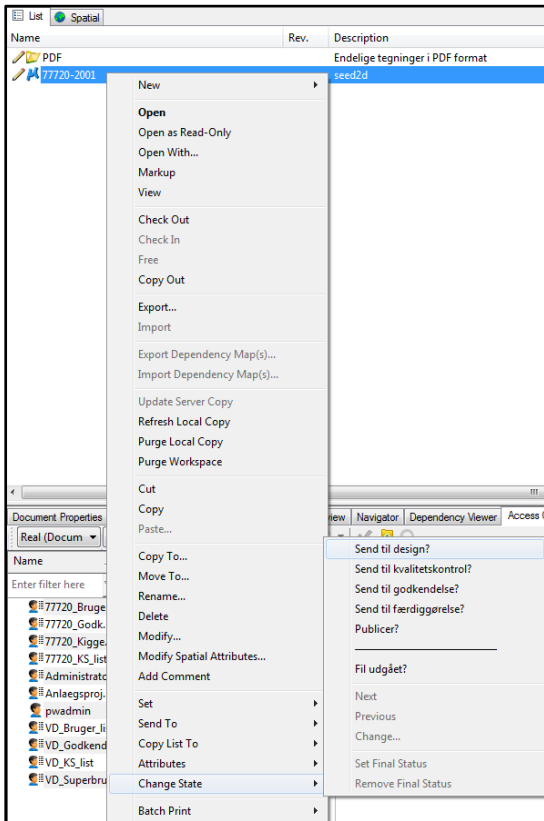 List Spatial
Name Rev. Description
PDF Endelige tegninger i PDF format
77720-2001 seed2d
New
Open
Open as Read-Only
Open With...
Markup
View
Check Out
Check In
Free
Copy Out
Export...
Import
Export Dependency Map(s)...
Import Dependency Map(s)...
Update Server Copy
Refresh Local Copy
Purge Local Copy
Purge Workspace
Cut
Copy
Paste...
Copy To...
Move To...
Rename...
Delete
Modify...
Modify Spatial Attributes...
Add Comment
Set
Send To
Copy List To
Attributes
Change State
Batch Print
Document Properties Navigator Dependency Viewer Access
Real (Docum
Name
Enter filter here
77720_Bruge
77720_Godk.
77720_Kigge.
77720_KS_list
Administrato
Anlaegsproj.
pwadmin
VD_Bruger_li
VD_Godkend
VD_KS_list
VD_Superbru
Send til design?
Send til kvalitetskontrol?
Send til godkendelse?
Send til færdiggørelse?
Publicer?
Fil udgået?
Next
Previous
Change...
Set Final Status
Remove Final Status